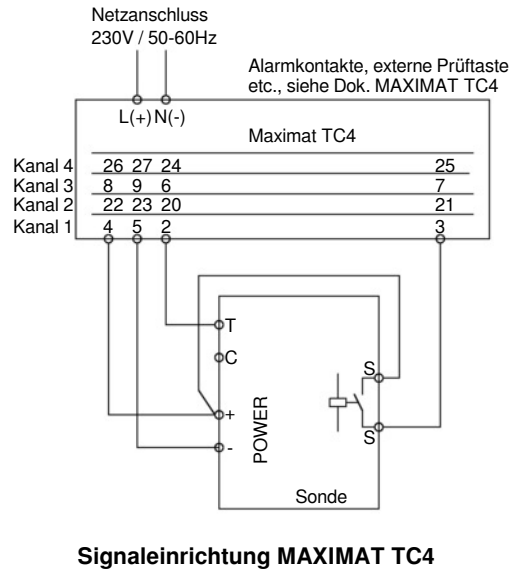 Netzanschluss
230V / 50-60Hz
Alarmkontakte, externe Prüftaste
etc., siehe Dok. MAXIMAT TC4
L(+) N(-)
Maximat TC4
Kanal 4 26 27 24 25
Kanal 3 8 9 6 7
Kanal 2 22 23 20 21
Kanal 1 4 5 2 3
T
C
S
+
POWER
S
-
Sonde
Signaleinrichtung MAXIMAT TC4